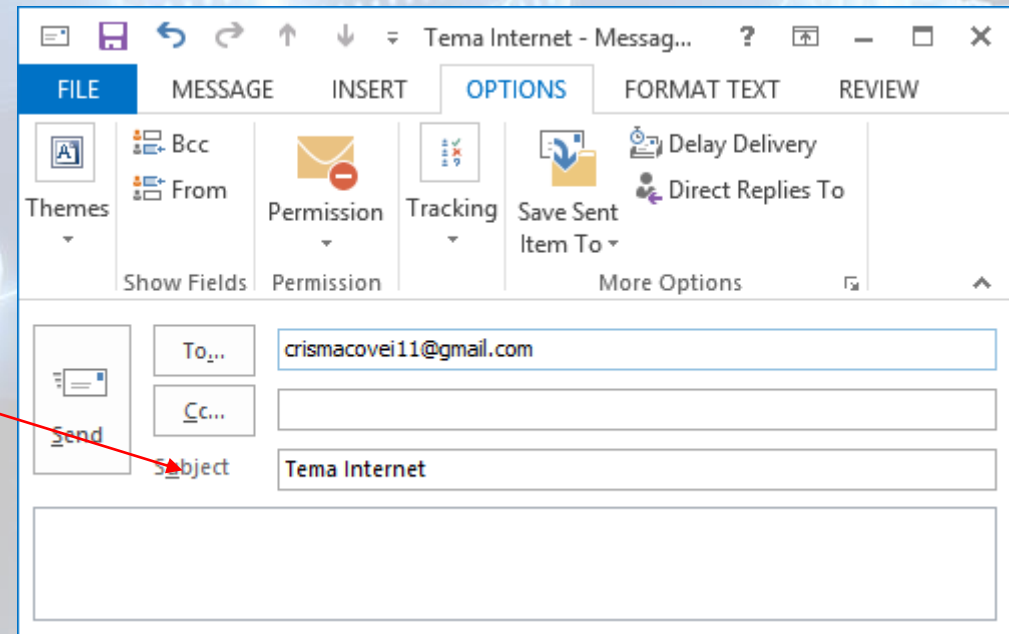 Tema Internet - Messag... ?
FILE MESSAGE INSERT OPTIONS FORMAT TEXT REVIEW
Themes
Bcc
From
Show Fields
Permission
Permission
Tracking
Save Sent
Item To
Delay Delivery
Direct Replies To
More Options
Send
To... crismacovei11@gmail.com
Cc...
Subject Tema Internet